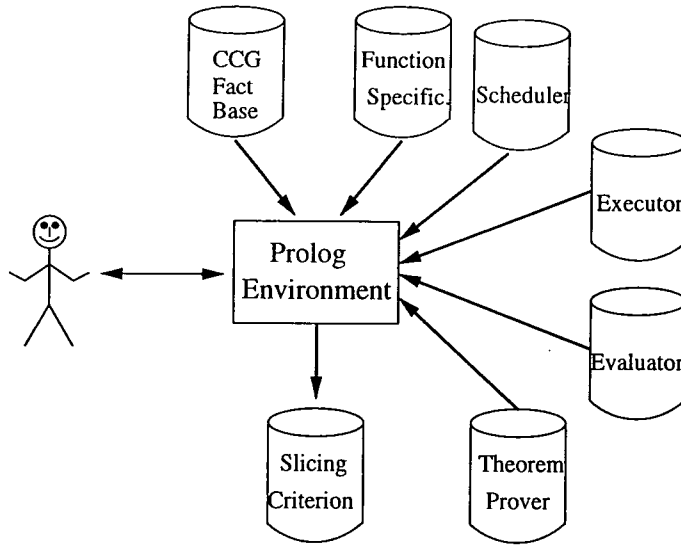 CCG
Fact
Base
Function
Specific.
Scheduler
Executor
Prolog
Environment
Evaluator
Slicing
Criterion
Theorem
Prover